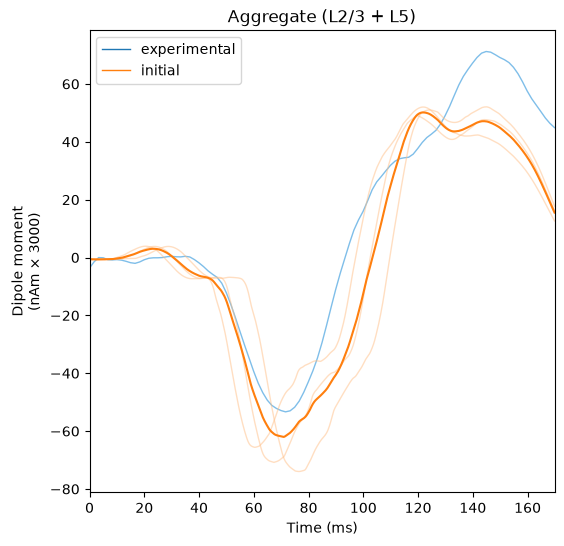 Aggregate (L2/3 + L5)
experimental
initial
60
40
20
0
−20
−40
−60
−80
Dipole moment
(nAm × 3000)
0 20 40 60 80 100 120 140 160
Time (ms)